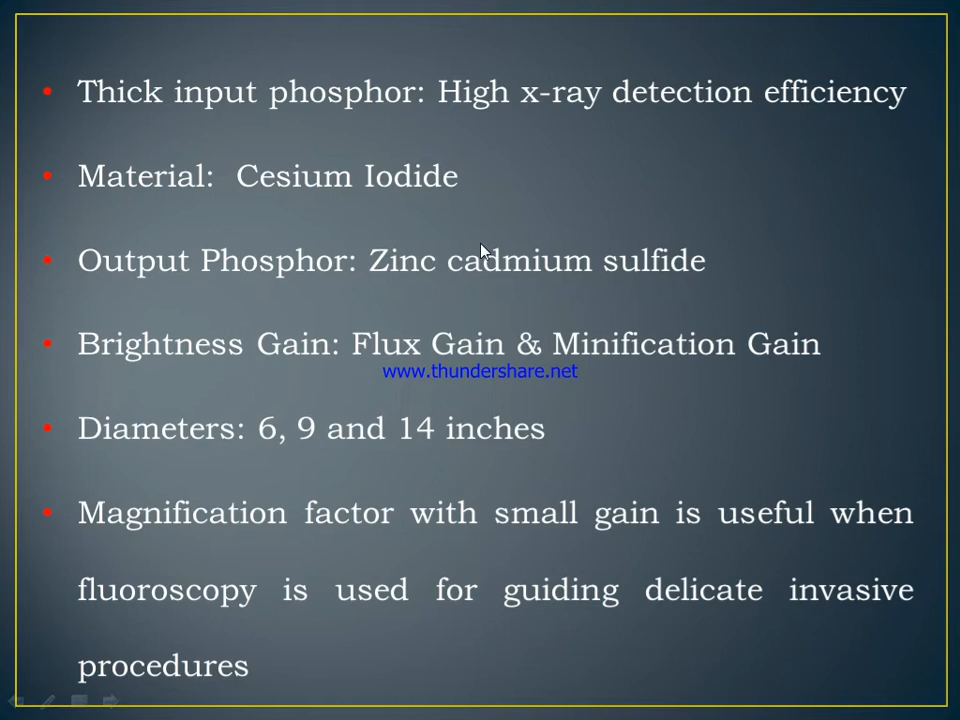 • Thick input phosphor: High x-ray detection efficiency
• Material: Cesium Iodide
• Output Phosphor: Zinc cadmium sulfide
• Brightness Gain: Flux Gain & Minification Gain
www.thundershare.net
• Diameters: 6, 9 and 14 inches
• Magnification factor with small gain is useful when
fluoroscopy is used for guiding delicate invasive
procedures